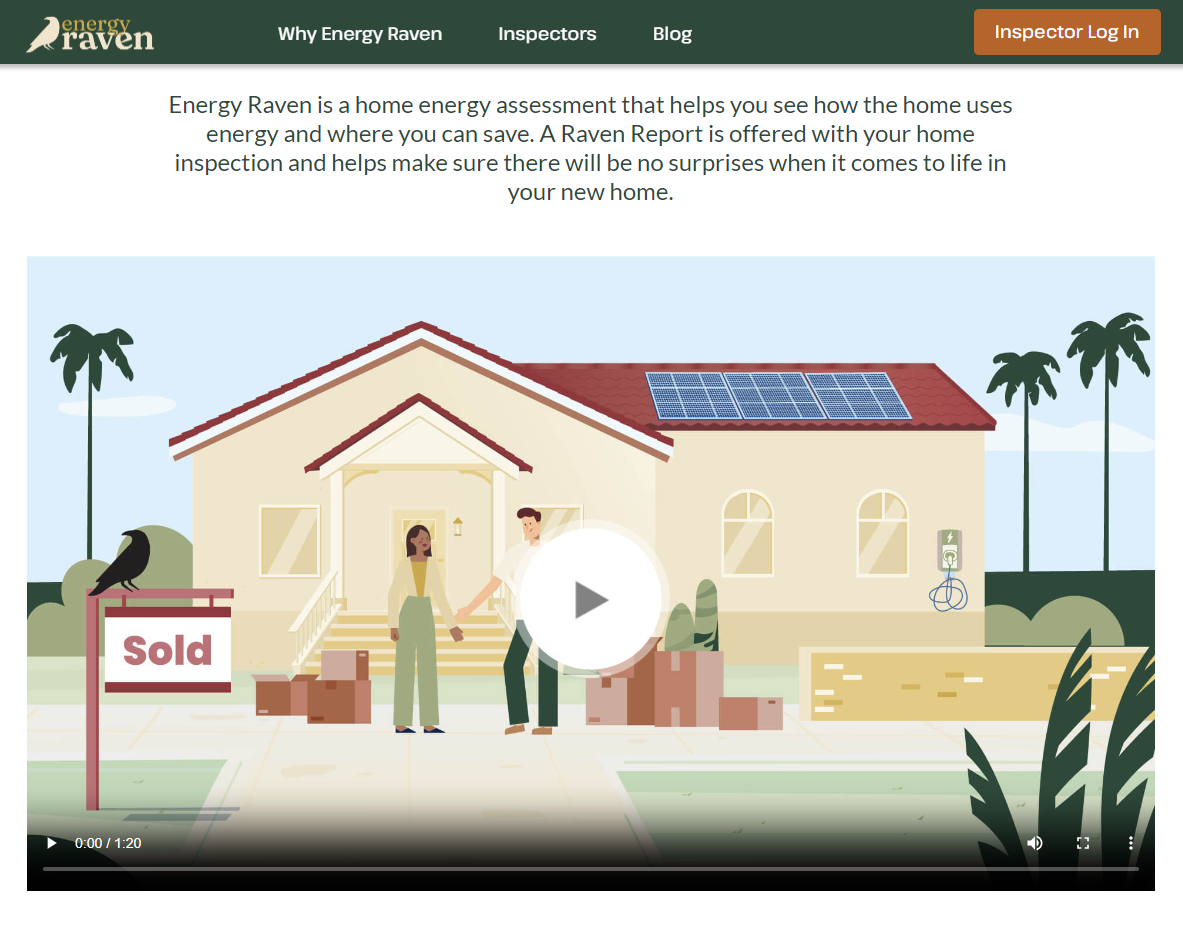 energy
raven
Why Energy Raven
Inspectors
Blog
Inspector Log In
Energy Raven is a home energy assessment that helps you see how the home uses
energy and where you can save. A Raven Report is offered with your home
inspection and helps make sure there will be no surprises when it comes to life in
your new home.
Sold
0:00 / 1:20